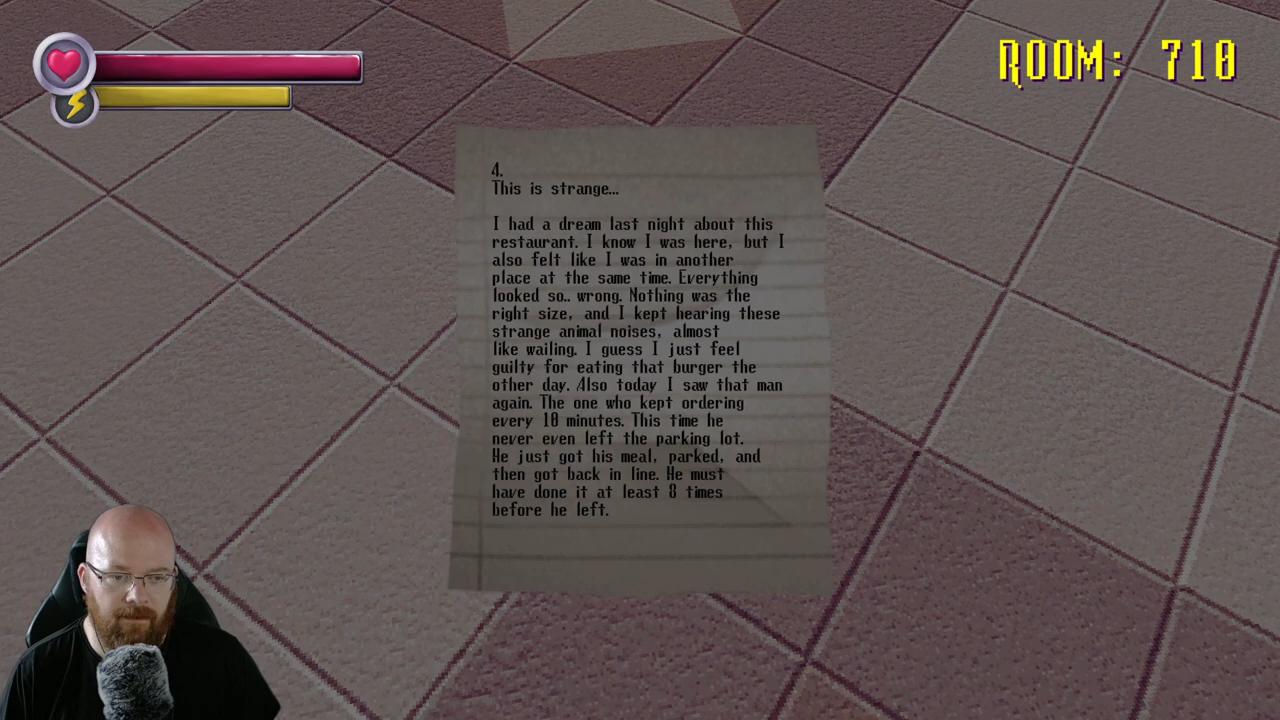 ROOM: 710
4.
This is strange...
I had a dream last night about this
restaurant. I know I was here, but I
also felt like I was in another
place at the same time. Everything
looked so.. wrong. Nothing was the
right size, and I kept hearing these
strange animal noises, almost
like wailing. I guess I just feel
guilty for eating that burger the
other day. Also today I saw that man
again. The one who kept ordering
every 10 minutes. This time he
never even left the parking lot.
He just got his meal, parked, and
then got back in line. He must
have done it at least 8 times
before he left.